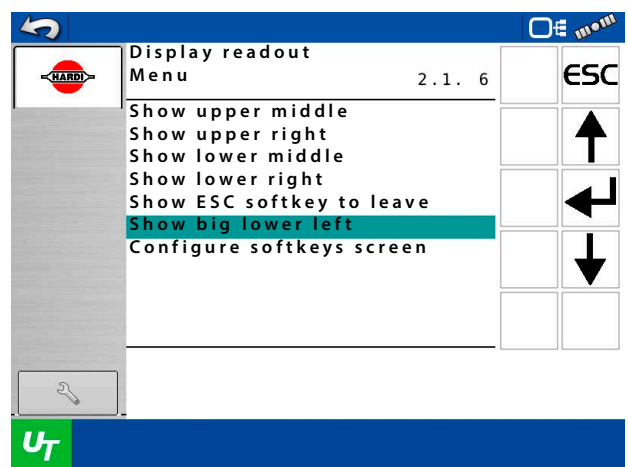 Display readout
Menu 2.1. 6
HARDI
ESC
Show upper middle
Show upper right
Show lower middle
Show lower right
Show ESC softkey to leave
Show big lower left
Configure softkeys screen
UT